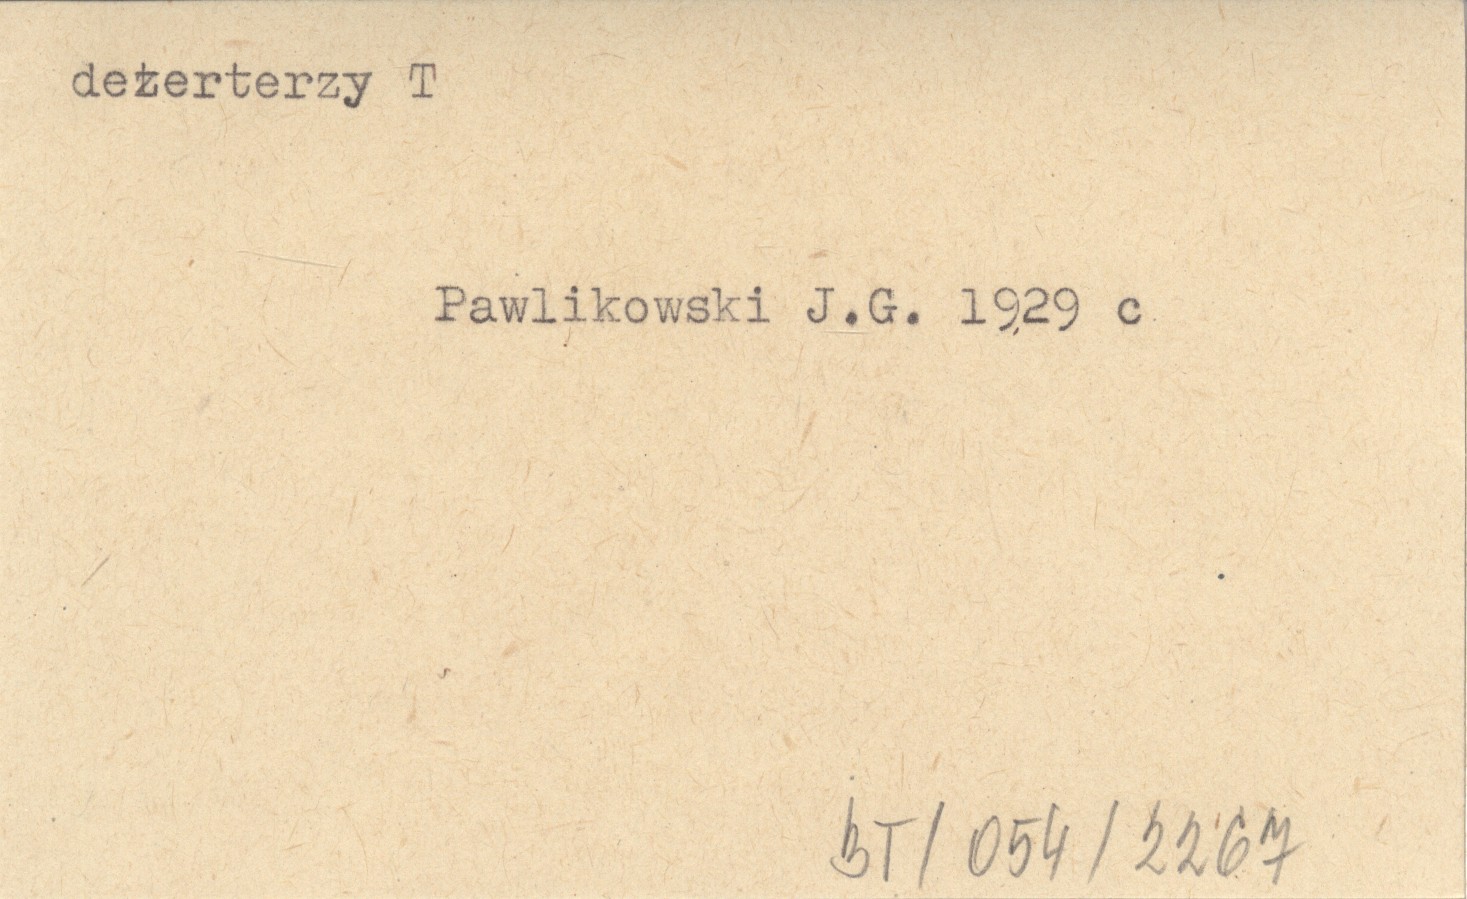 dezerterzy T
Pawlikowski J.G. 1929 c
BT/054/2267